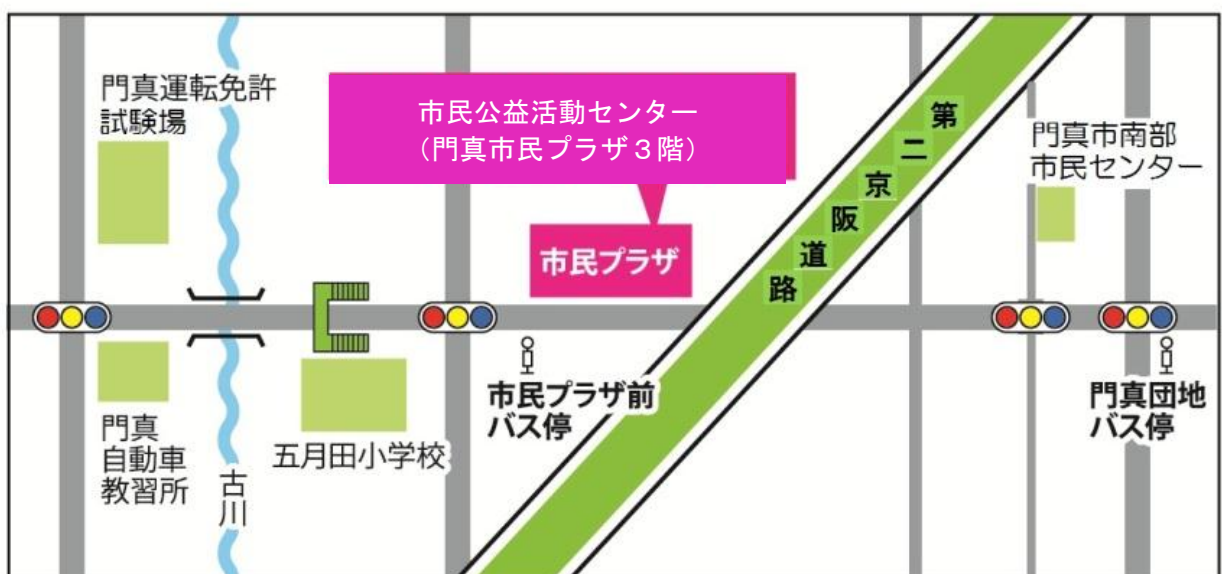 門真運転免許
試験場
市民公益活動センター
(門真市民プラザ3階)
第二京阪道路
門真市南部
市民センター
市民プラザ
市民プラザ前
バス停
門真団地
バス停
門真
自動車
教習所
古川
五月田小学校